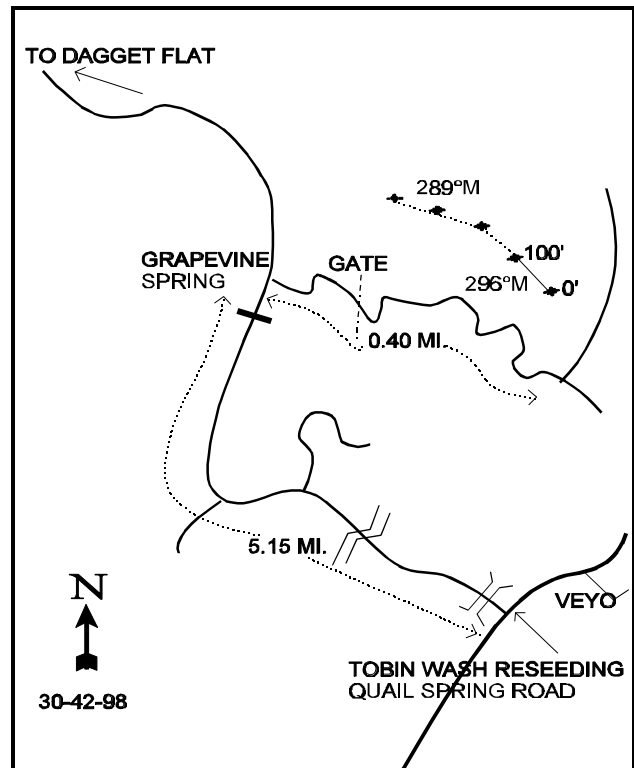 TO DAGGET FLAT
289°M
100'
GRAPEVINE
SPRING
GATE
296°M
0'
0.40 MI.
5.15 MI.
N
VEYO
TOBIN WASH RESEEDING
QUAIL SPRING ROAD
30-42-98